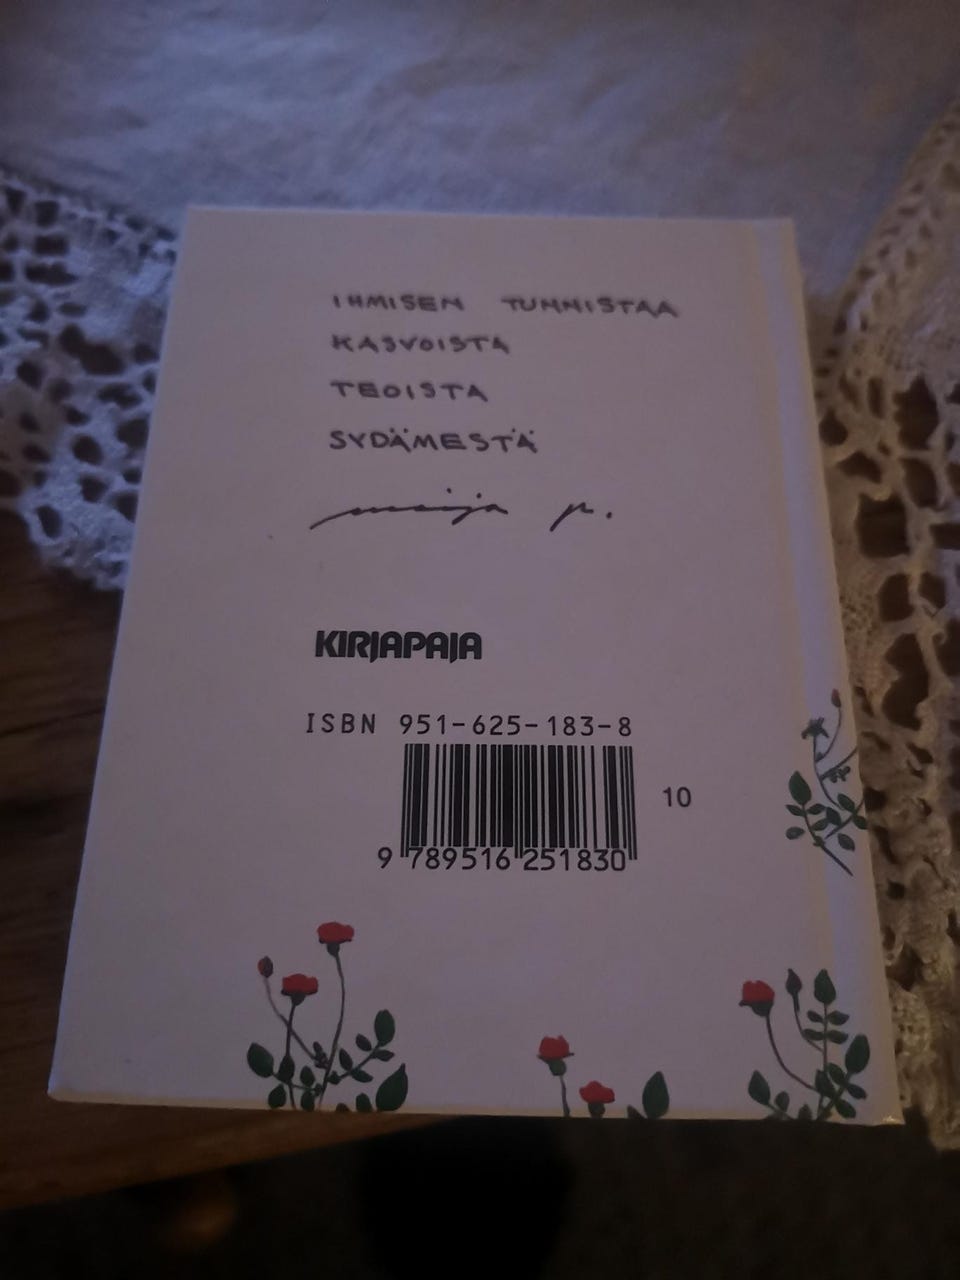 IHMISEN TUNNISTAA
KASVOISTA
TEOISTA
SYDÄMESTÄ
maija p.
KIRJAPAJA
ISBN 951-625-183-8
10
9 789516 251830